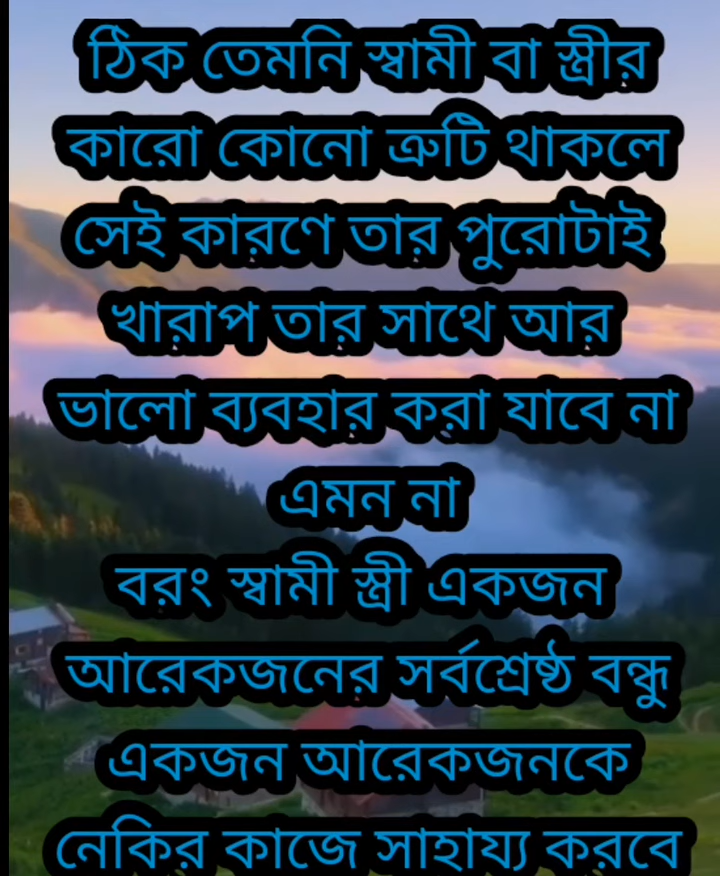 ঠিক তেমনি স্বামী বা স্ত্রীর
কারো কোনো ত্রুটি থাকলে
সেই কারণে তার পুরোটাই
খারাপ তার সাথে আর
ভালো ব্যবহার করা যাবে না
এমন না
বরং স্বামী স্ত্রী একজন
আরেকজনের সর্বশ্রেষ্ঠ বন্ধু
একজন আরেকজনকে
নেকির কাজে সাহায্য করবে